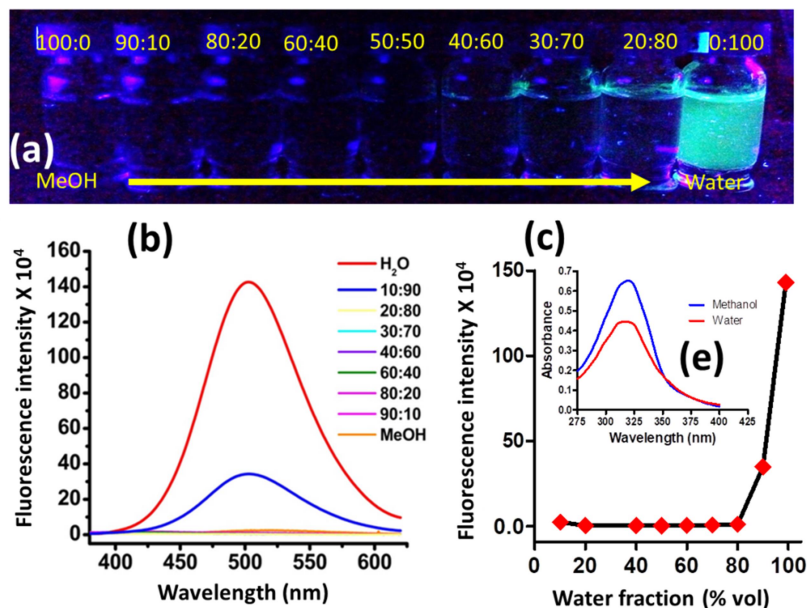 100:0 90:10 80:20 60:40 50:50 40:60 30:70 20:80 0:100
(a)
MeOH Water
(b)
Fluorescence intensity X 10⁴
160
140
120
100
80
60
40
20
0
400 450 500 550 600
Wavelength (nm)
H₂O
10:90
20:80
30:70
40:60
60:40
80:20
90:10
MeOH
(c)
Fluorescence intensity X 10⁴
150
100
50
0.0
0 20 40 60 80 100
Water fraction (% vol)
(e)
Absorbance
0.7
0.6
0.5
0.4
0.3
0.2
0.1
0.0
275 300 325 350 375 400 425
Wavelength (nm)
Methanol
Water